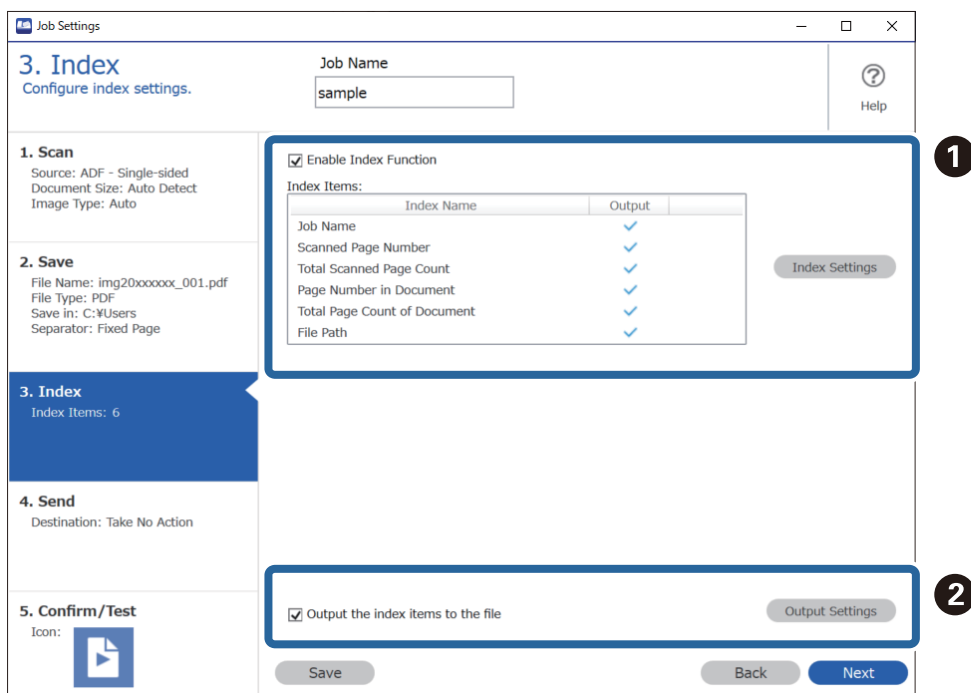 Job Settings
3. Index
Configure index settings.
Job Name
sample
Help
1. Scan
Source: ADF - Single-sided
Document Size: Auto Detect
Image Type: Auto
2. Save
File Name: img20xxxxxx_001.pdf
File Type: PDF
Save in: C:¥Users
Separator: Fixed Page
3. Index
Index Items: 6
4. Send
Destination: Take No Action
5. Confirm/Test
Icon:
1
Enable Index Function
Index Items:
Index Name Output
Job Name
Scanned Page Number
Total Scanned Page Count
Page Number in Document
Total Page Count of Document
File Path
Index Settings
2
Output the index items to the file
Output Settings
Save
Back
Next